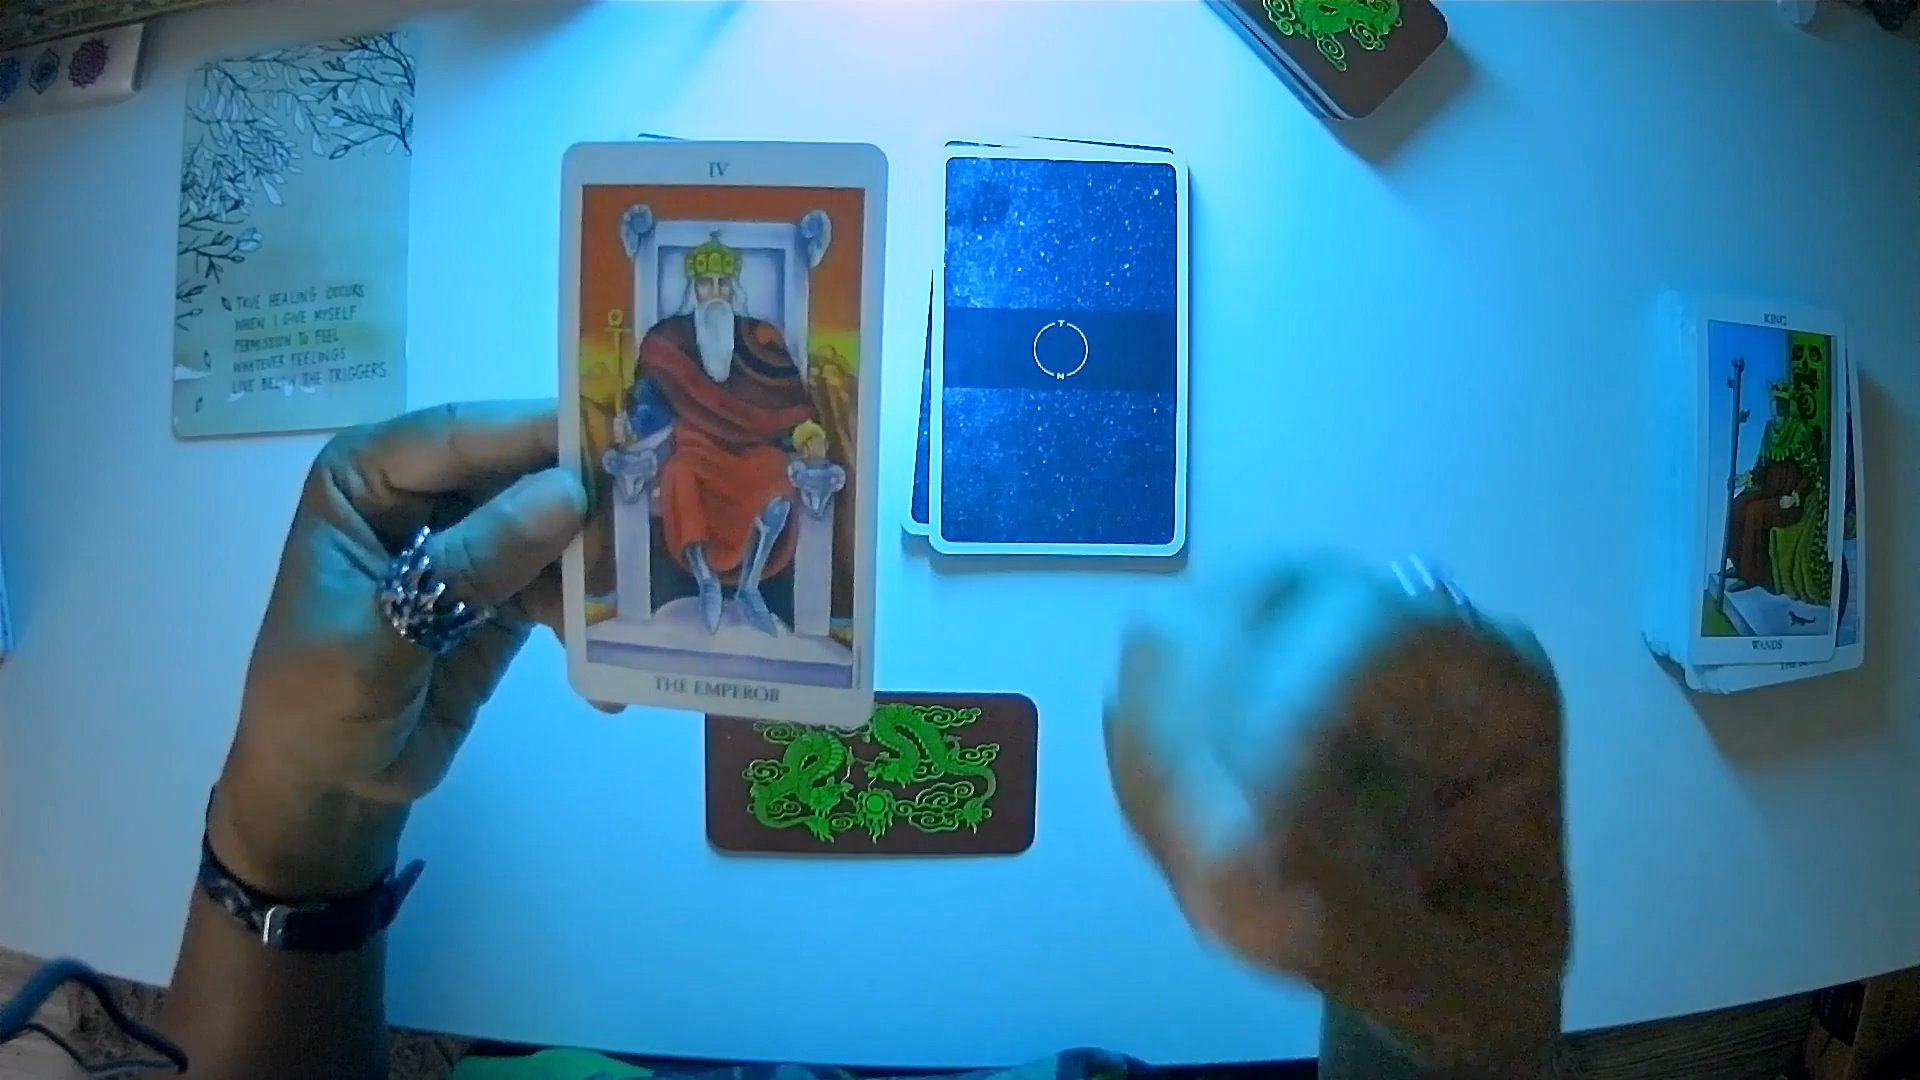 TRUE HEALING OCCURS
WHEN I GIVE MYSELF
PERMISSION TO FEEL
WHATEVER FEELINGS
LIVE BELOW THE TRIGGERS
IV
THE EMPEROR
T
N
KING
WANDS